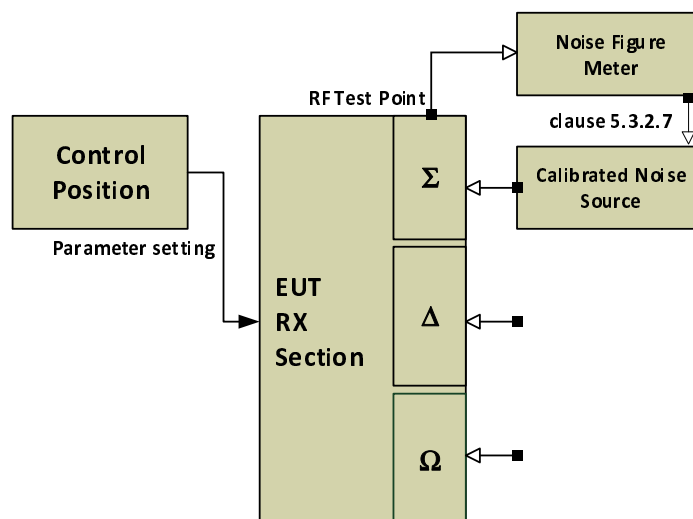 Noise Figure
Meter
RF Test Point
clause 5.3.2.7
Control
Position
Σ
Calibrated Noise
Source
Parameter setting
EUT
RX
Section
Δ
Ω